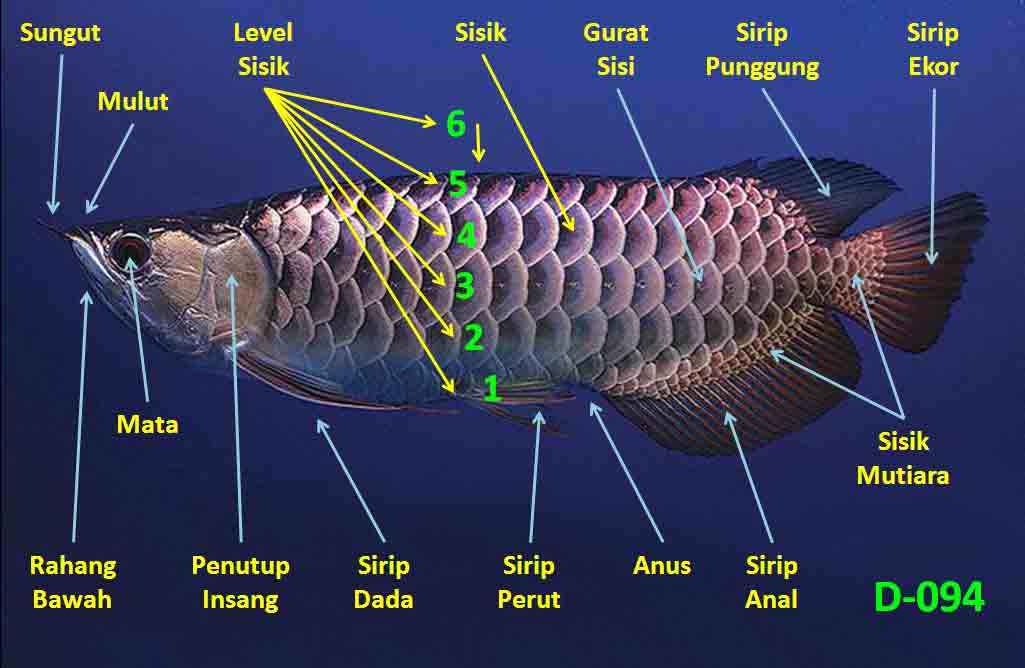 Sungut
Level
Sisik
Sisik
Gurat
Sisi
Sirip
Punggung
Sirip
Ekor
Mulut
6
5
4
3
2
1
Mata
Sisik
Mutiara
Rahang
Bawah
Penutup
Insang
Sirip
Dada
Sirip
Perut
Anus
Sirip
Anal
D-094